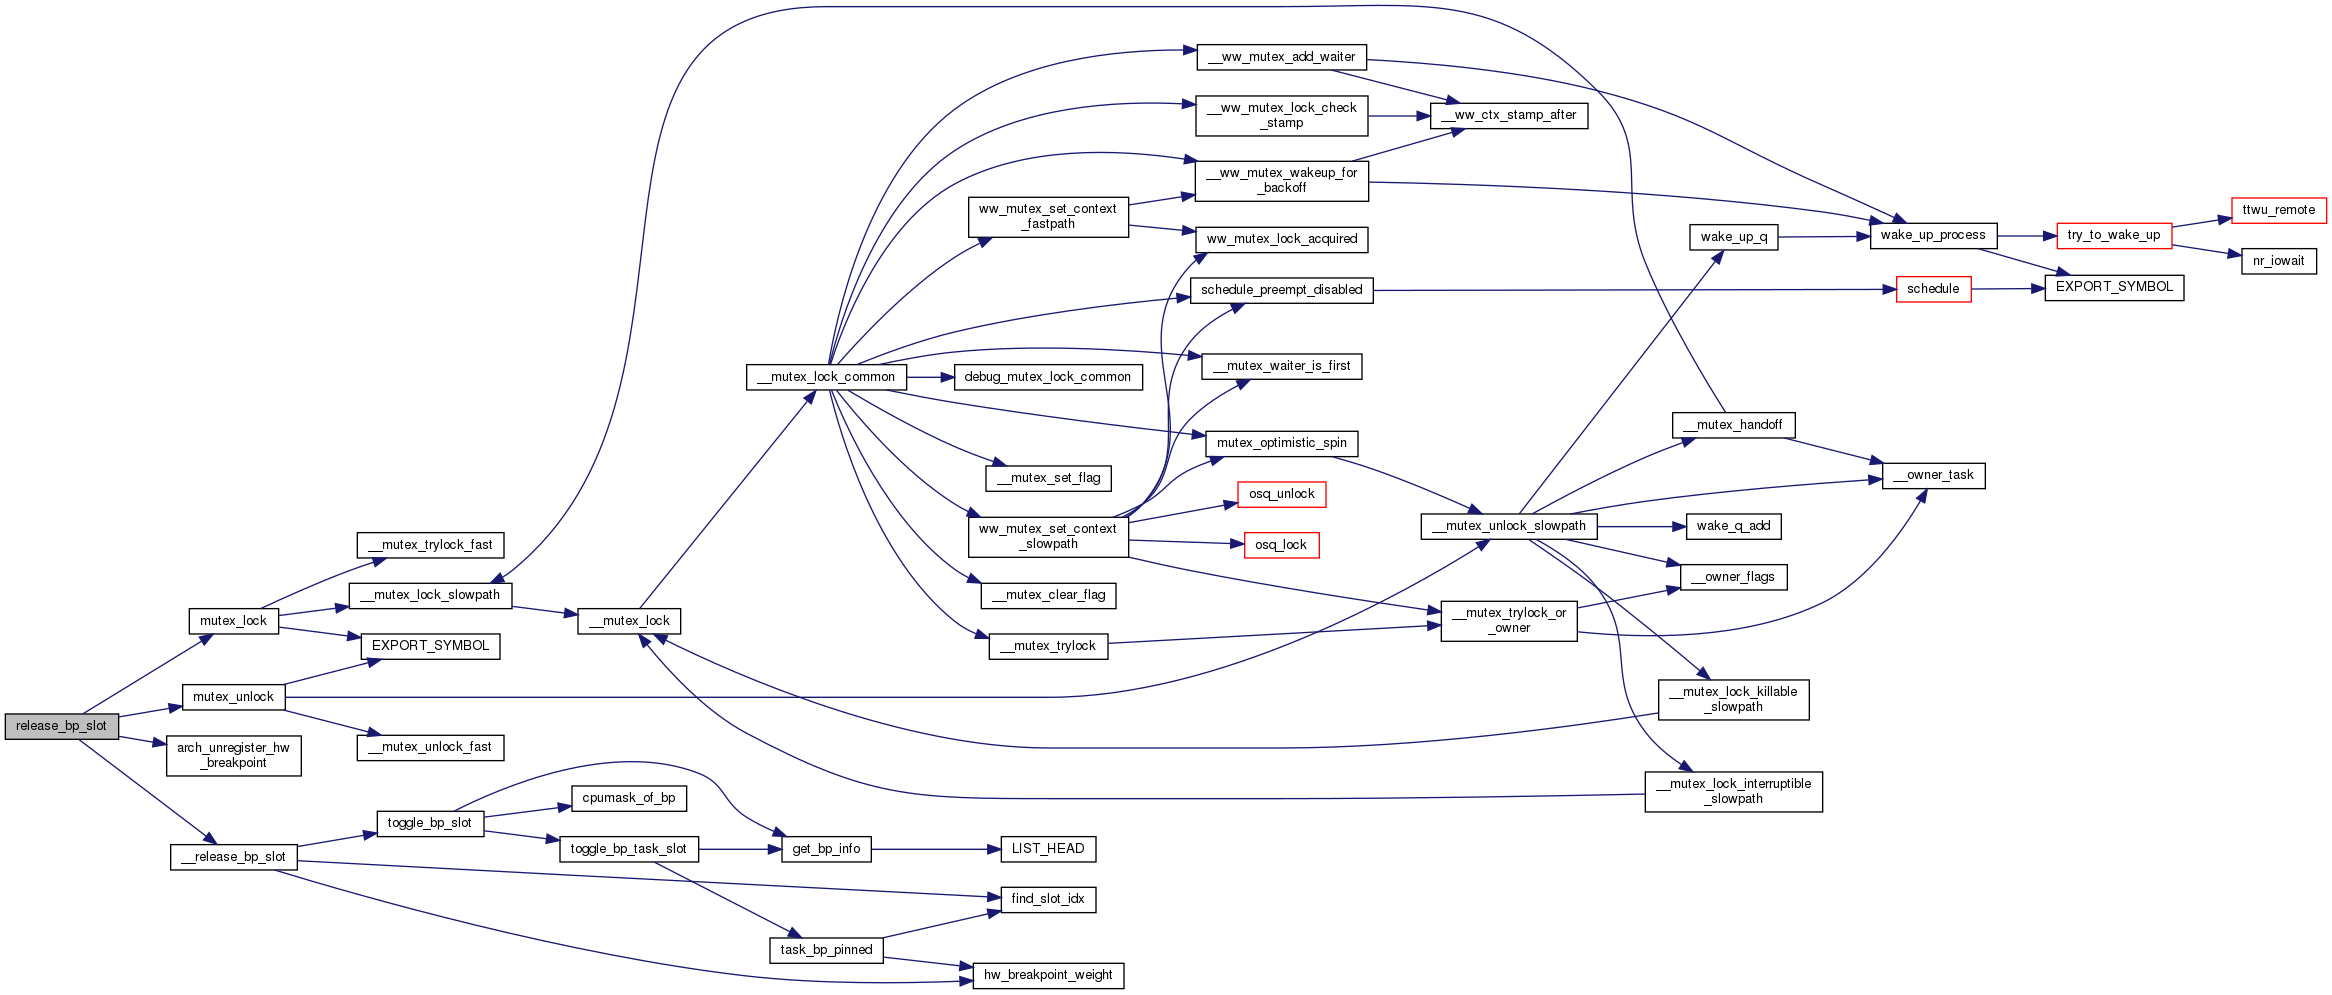 release_bp_slot
mutex_lock
mutex_unlock
arch_unregister_hw
_breakpoint
__release_bp_slot
__mutex_trylock_fast
__mutex_lock_slowpath
EXPORT_SYMBOL
__mutex_unlock_fast
toggle_bp_slot
__mutex_lock
cpumask_of_bp
toggle_bp_task_slot
__mutex_lock_common
get_bp_info
task_bp_pinned
ww_mutex_set_context
_fastpath
debug_mutex_lock_common
__mutex_set_flag
ww_mutex_set_context
_slowpath
__mutex_clear_flag
__mutex_trylock
LIST_HEAD
find_slot_idx
hw_breakpoint_weight
__ww_mutex_add_waiter
__ww_mutex_lock_check
_stamp
__ww_mutex_wakeup_for
_backoff
ww_mutex_lock_acquired
schedule_preempt_disabled
__mutex_waiter_is_first
mutex_optimistic_spin
osq_unlock
osq_lock
__ww_ctx_stamp_after
__mutex_unlock_slowpath
__mutex_trylock_or
_owner
wake_up_q
__mutex_handoff
wake_q_add
__owner_flags
__mutex_lock_killable
_slowpath
__mutex_lock_interruptible
_slowpath
wake_up_process
schedule
__owner_task
try_to_wake_up
EXPORT_SYMBOL
ttwu_remote
nr_iowait